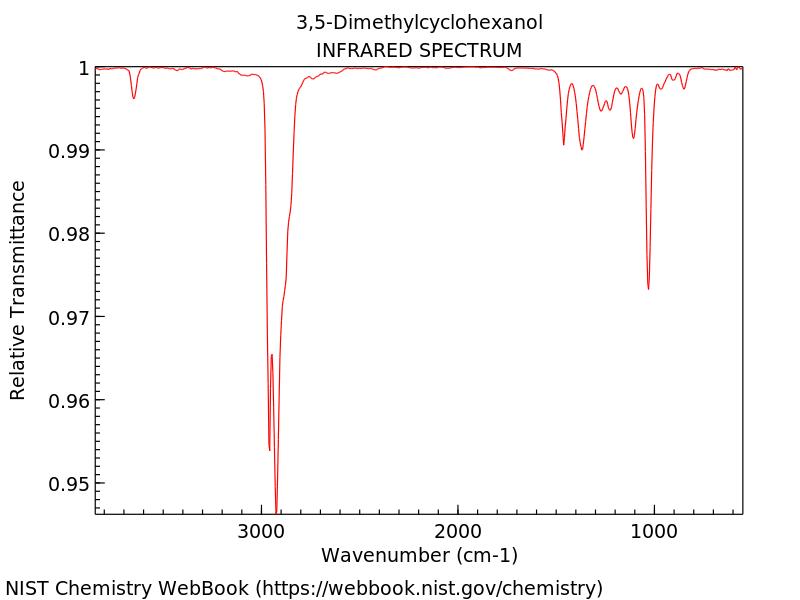 3,5-Dimethylcyclohexanol
INFRARED SPECTRUM
1
0.99
0.98
0.97
0.96
0.95
Relative Transmittance
3000 2000 1000
Wavenumber (cm-1)
NIST Chemistry WebBook (https://webbook.nist.gov/chemistry)